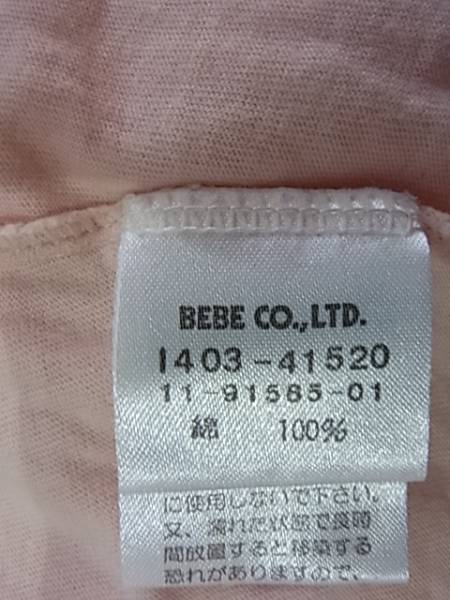 BEBE CO.,LTD.
1403-41520
11-91585-01
綿 100%
に使用しないで下さい。
又、濡れた状態で長時
間放置すると移染する
恐れがありますので、